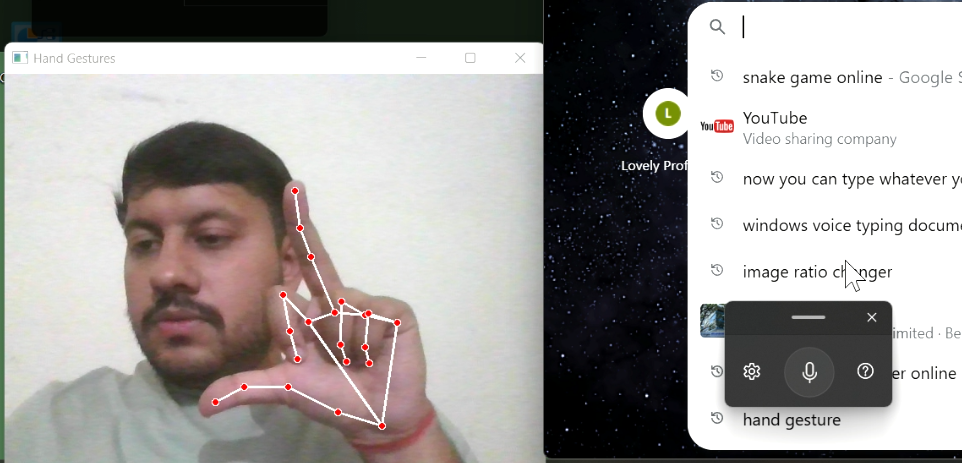 Hand Gestures
snake game online - Google S
L
YouTube
YouTube
Video sharing company
Lovely Prof
now you can type whatever yo
windows voice typing docume
image ratio changer
imited · Be
er online
hand gesture